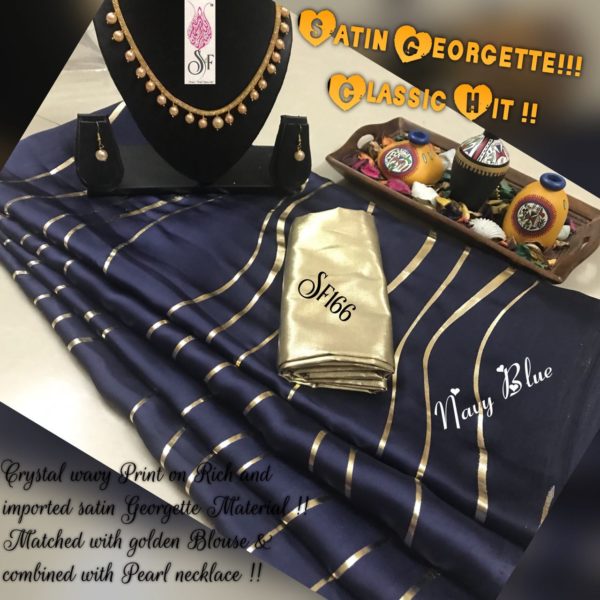 Satin Georgette!!!
Classic Hit !!
SF
SF166
Navy Blue
Crystal wavy Print on Rich and
imported satin Georgette Material !!
Matched with golden Blouse &
combined with Pearl necklace !!